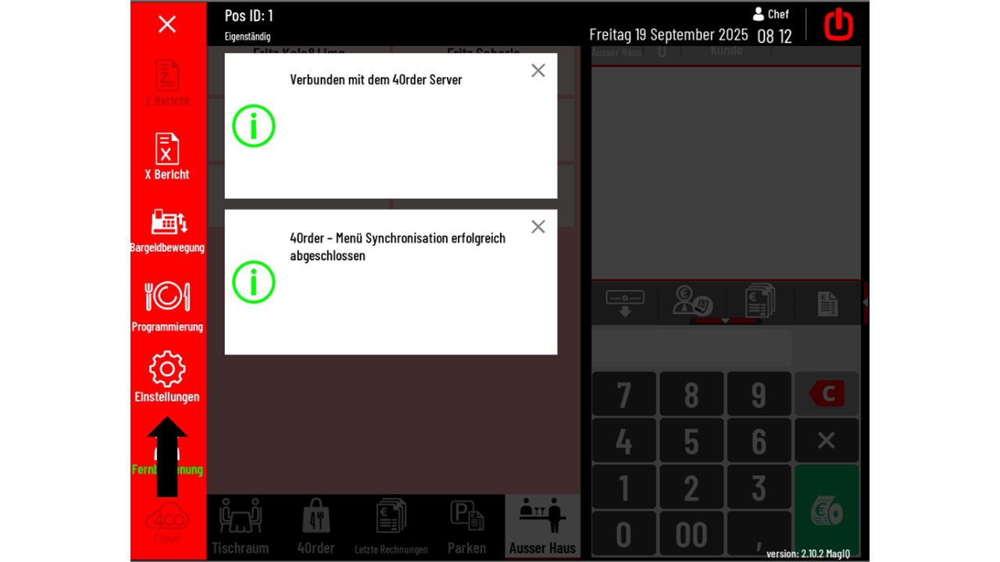 Pos ID: 1
Eigenständig
Chef
Freitag 19 September 2025 08 12
Z Bericht
X Bericht
Bargeldbewegung
Programmierung
EInstellungen
Cloud
4CO
Fritz Kola&Limo
Fritz Schorle
Verbunden mit dem 4Order Server
4Order – Menü Synchronisation erfolgreich
abgeschlossen
Ausser Haus
0
Kunde
7 8 9 C
4 5 6 ×
1 2 3
0 00 ,
Tischraum
4Order
Letzte Rechnungen
Parken
Ausser Haus
version: 2.10.2 MagIQ